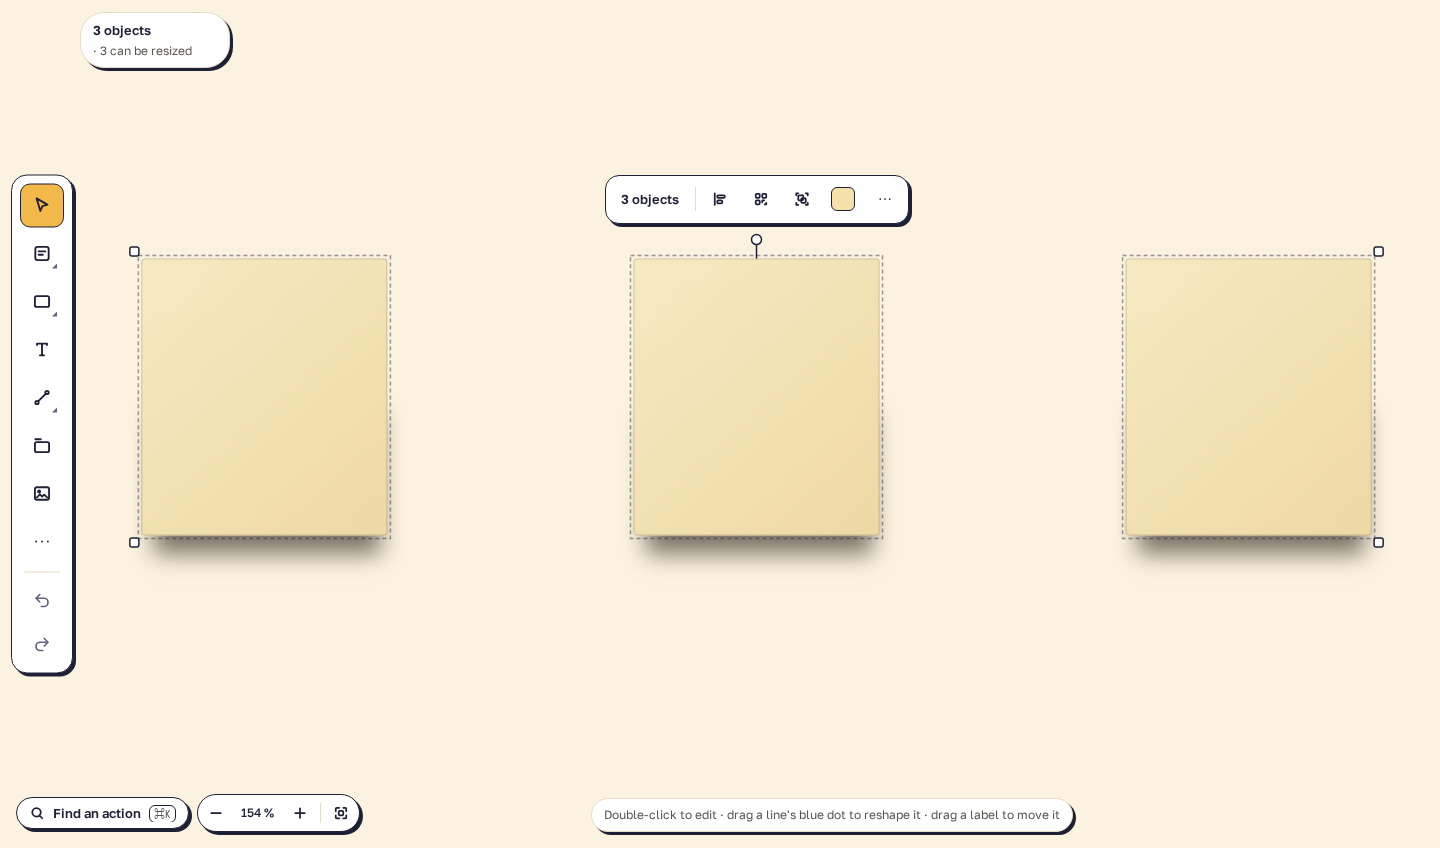 3 objects
· 3 can be resized
3 objects
Find an action ⌘K
154 %
Double-click to edit · drag a line's blue dot to reshape it · drag a label to move it